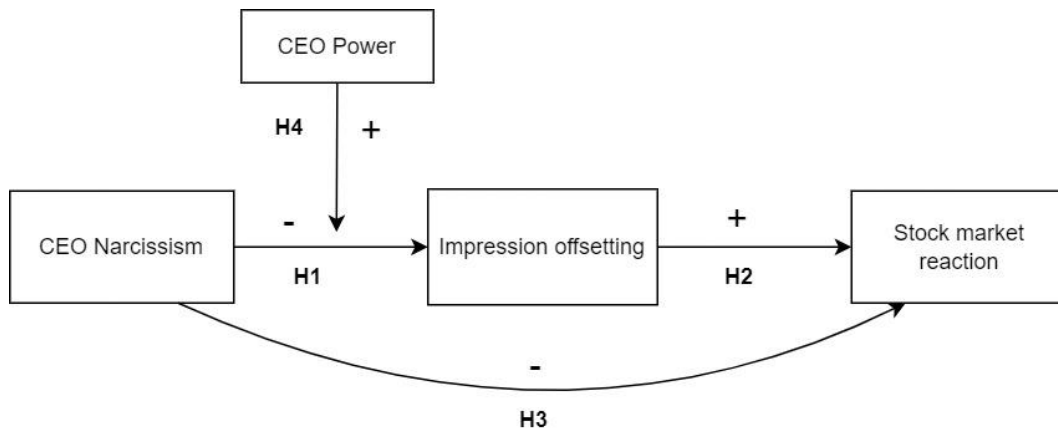 CEO Power
H4
+
CEO Narcissism
-
H1
Impression offsetting
+
H2
Stock market
reaction
-
H3